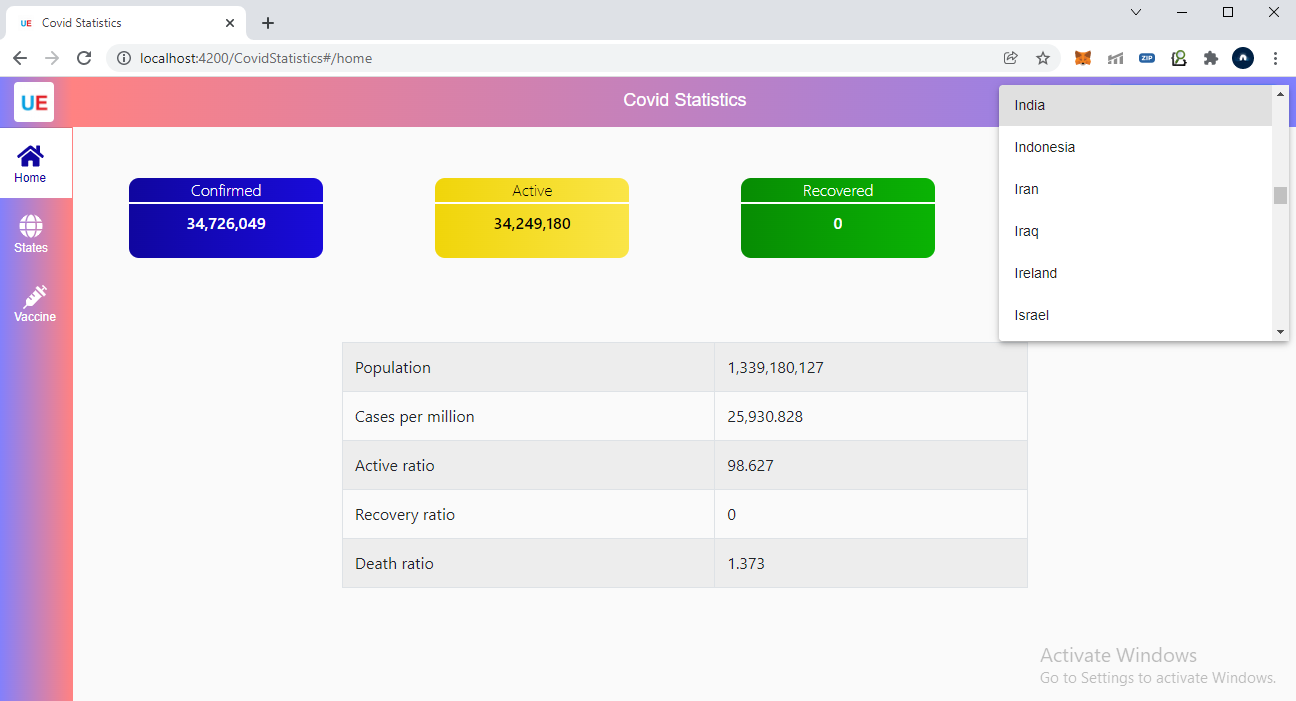 UE Covid Statistics
localhost:4200/CovidStatistics#/home
ZIP
UE
Covid Statistics
Home
States
Vaccine
Confirmed
34,726,049
Active
34,249,180
Recovered
0
India
Indonesia
Iran
Iraq
Ireland
Israel
Population 1,339,180,127
Cases per million 25,930.828
Active ratio 98.627
Recovery ratio 0
Death ratio 1.373
Activate Windows
Go to Settings to activate Windows.